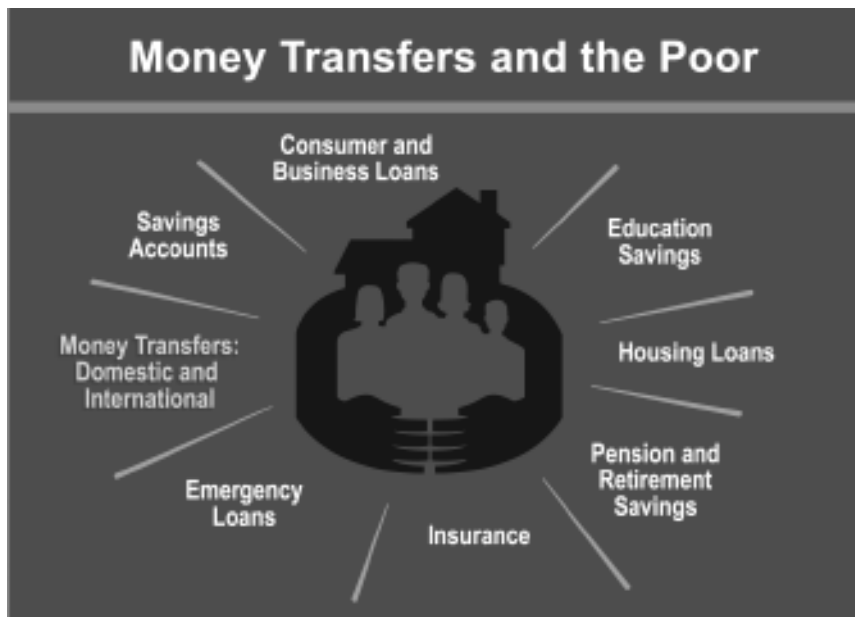 Money Transfers and the Poor
Consumer and
Business Loans
Savings
Accounts
Education
Savings
Money Transfers:
Domestic and
International
Housing Loans
Emergency
Loans
Pension and
Retirement
Savings
Insurance